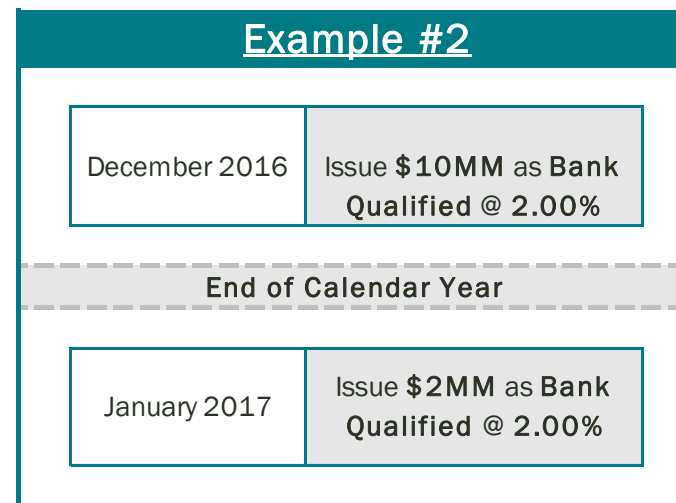 Example #2
December 2016
Issue $10MM as Bank
Qualified @ 2.00%
End of Calendar Year
January 2017
Issue $2MM as Bank
Qualified @ 2.00%